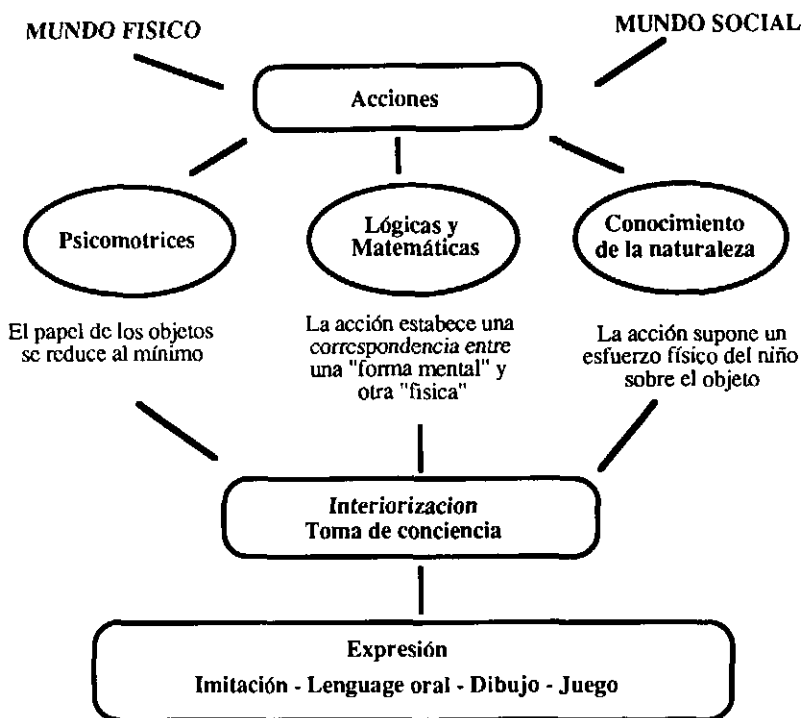 MUNDO FISICO
MUNDO SOCIAL
Acciones
Psicomotrices
Lógicas y
Matemáticas
Conocimiento
de la naturaleza
El papel de los objetos
se reduce al mínimo
La acción estabece una
correspondencia entre
una "forma mental" y
otra "fisica"
La acción supone un
esfuerzo físico del niño
sobre el objeto
Interiorizacion
Toma de conciencia
Expresión
Imitación - Lenguage oral - Dibujo - Juego